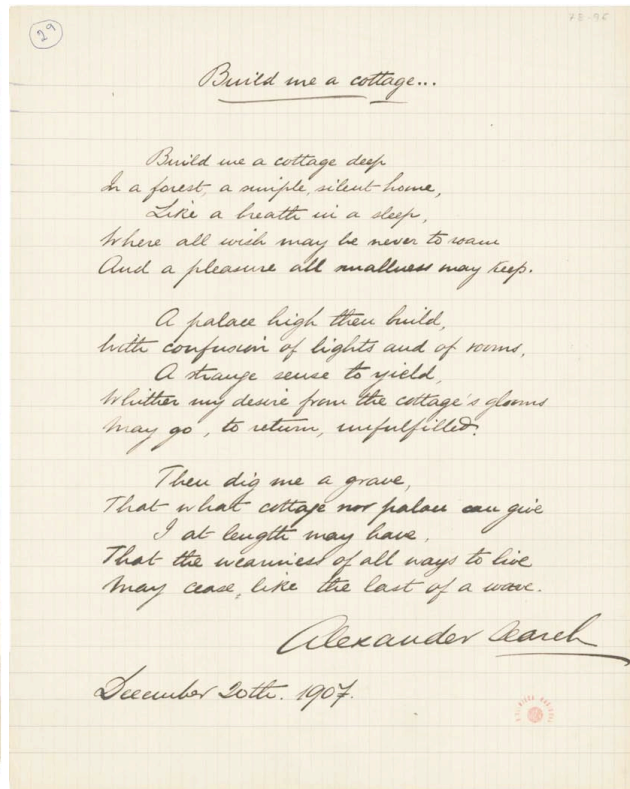 29
78-96
Build me a cottage...
Build me a cottage deep
In a forest, a simple, silent home,
Like a breath in a sleep,
Where all wish may be never to roam
And a pleasure all smallness may keep.
A palace high then build,
With confusion of lights and of rooms,
A strange sense to yield,
Whither my desire from the cottage's glooms
May go, to return, unfulfilled.
Then dig me a grave,
That what cottage nor palace can give
I at length may have,
That the weariness of all ways to live
May cease, like the last of a wave.
Alexander Search
December 20th. 1907.